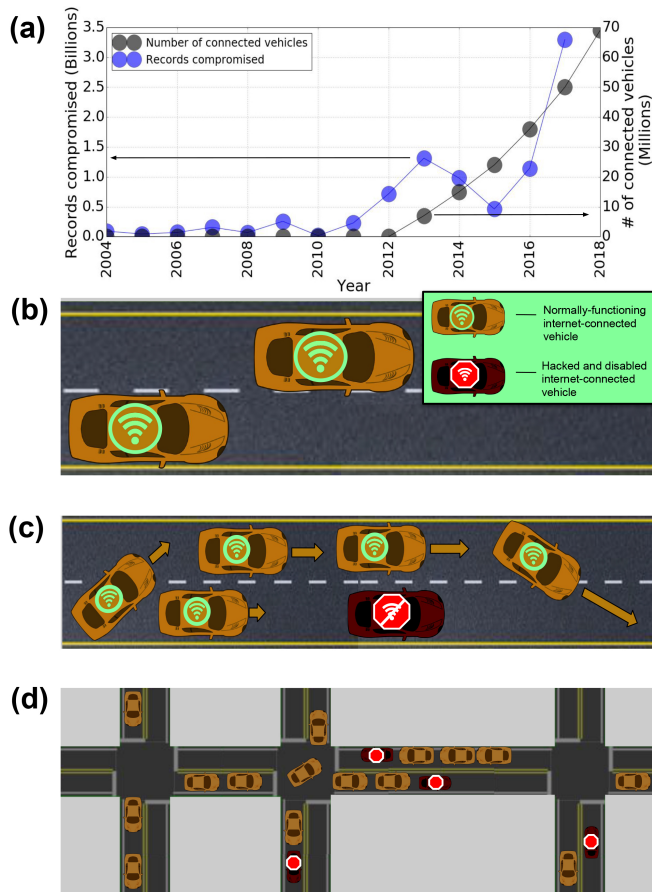 (a)
Records compromised (Billions)
3.5
3.0
2.5
2.0
1.5
1.0
0.5
0.0
Number of connected vehicles
Records compromised
70
60
50
40
30
20
10
0
# of connected vehicles
(Millions)
2004
2006
2008
2010
2012
2014
2016
2018
Year
(b)
Normally-functioning
internet-connected
vehicle
Hacked and disabled
internet-connected
vehicle
(c)
(d)